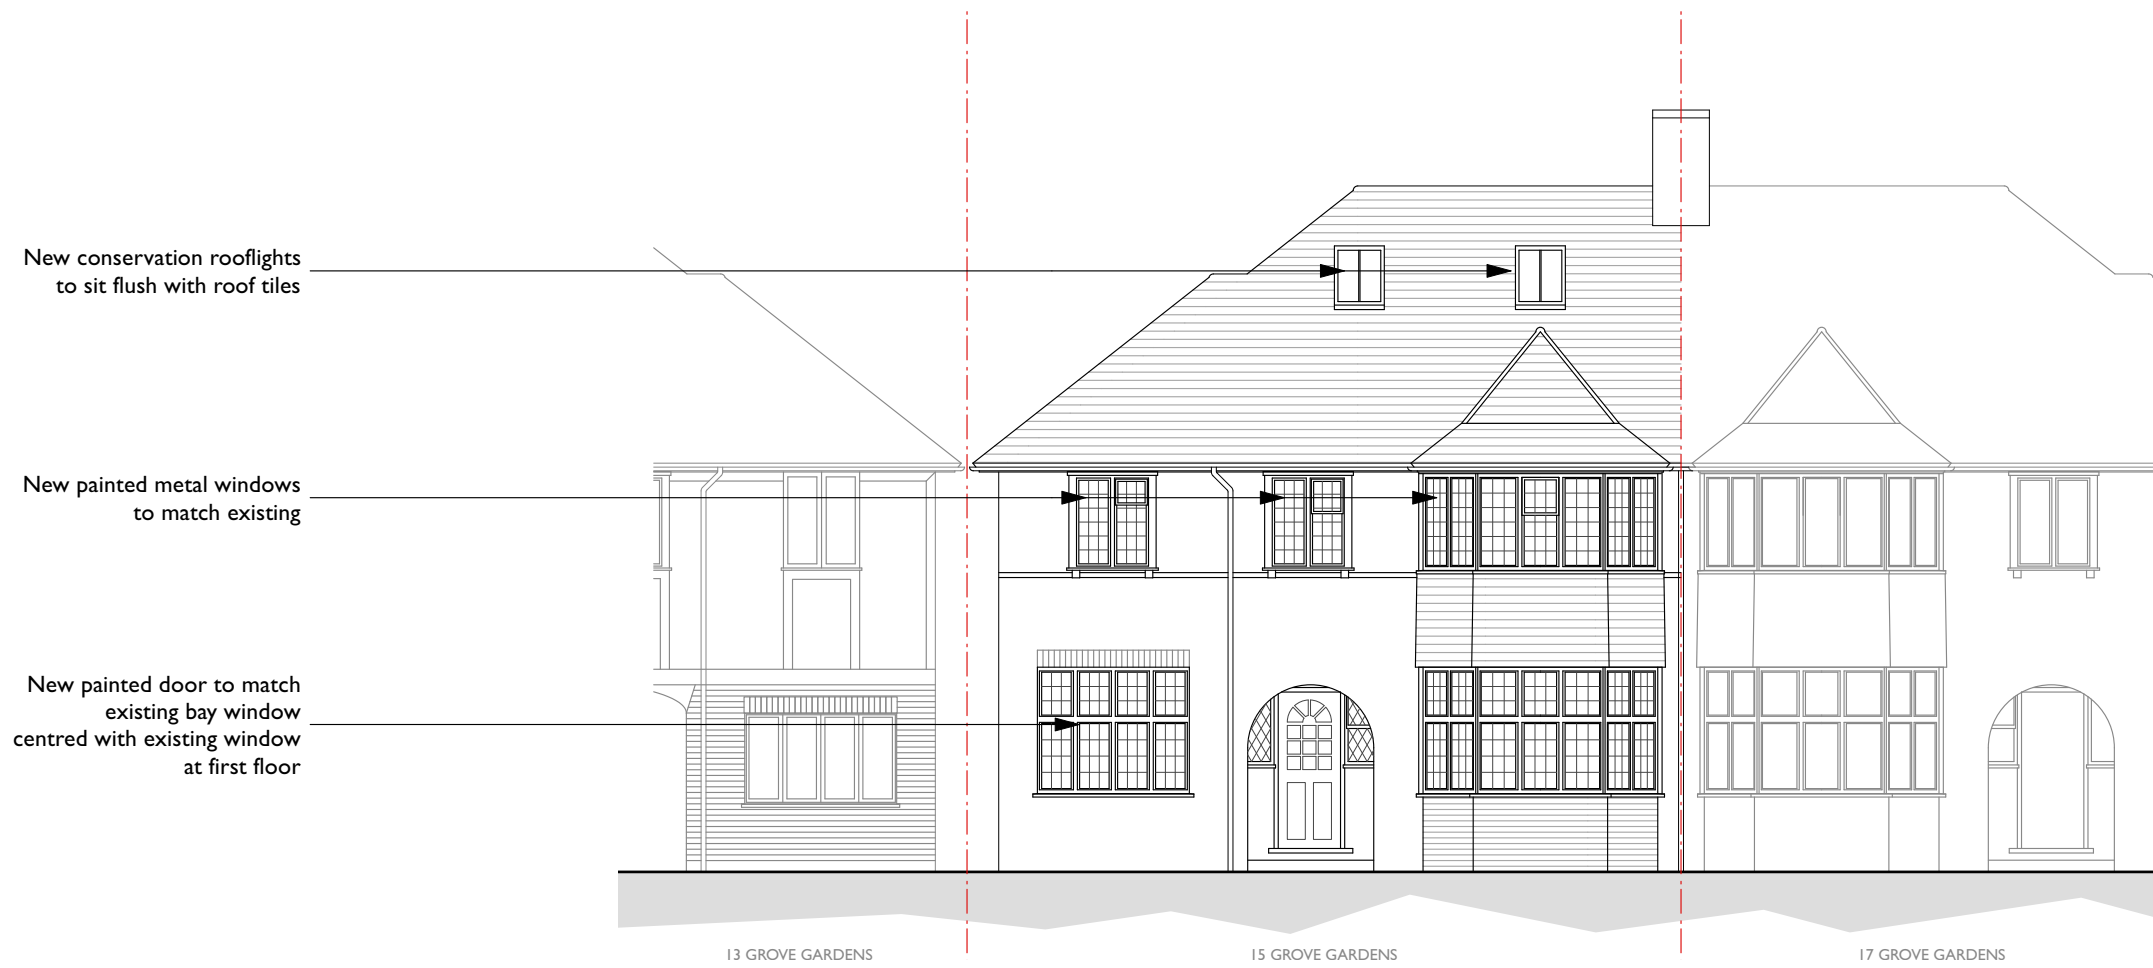 New conservation rooflights
to sit flush with roof tiles
New painted metal windows
to match existing
New painted door to match
existing bay window
centred with existing window
at first floor
13 GROVE GARDENS
15 GROVE GARDENS
17 GROVE GARDENS